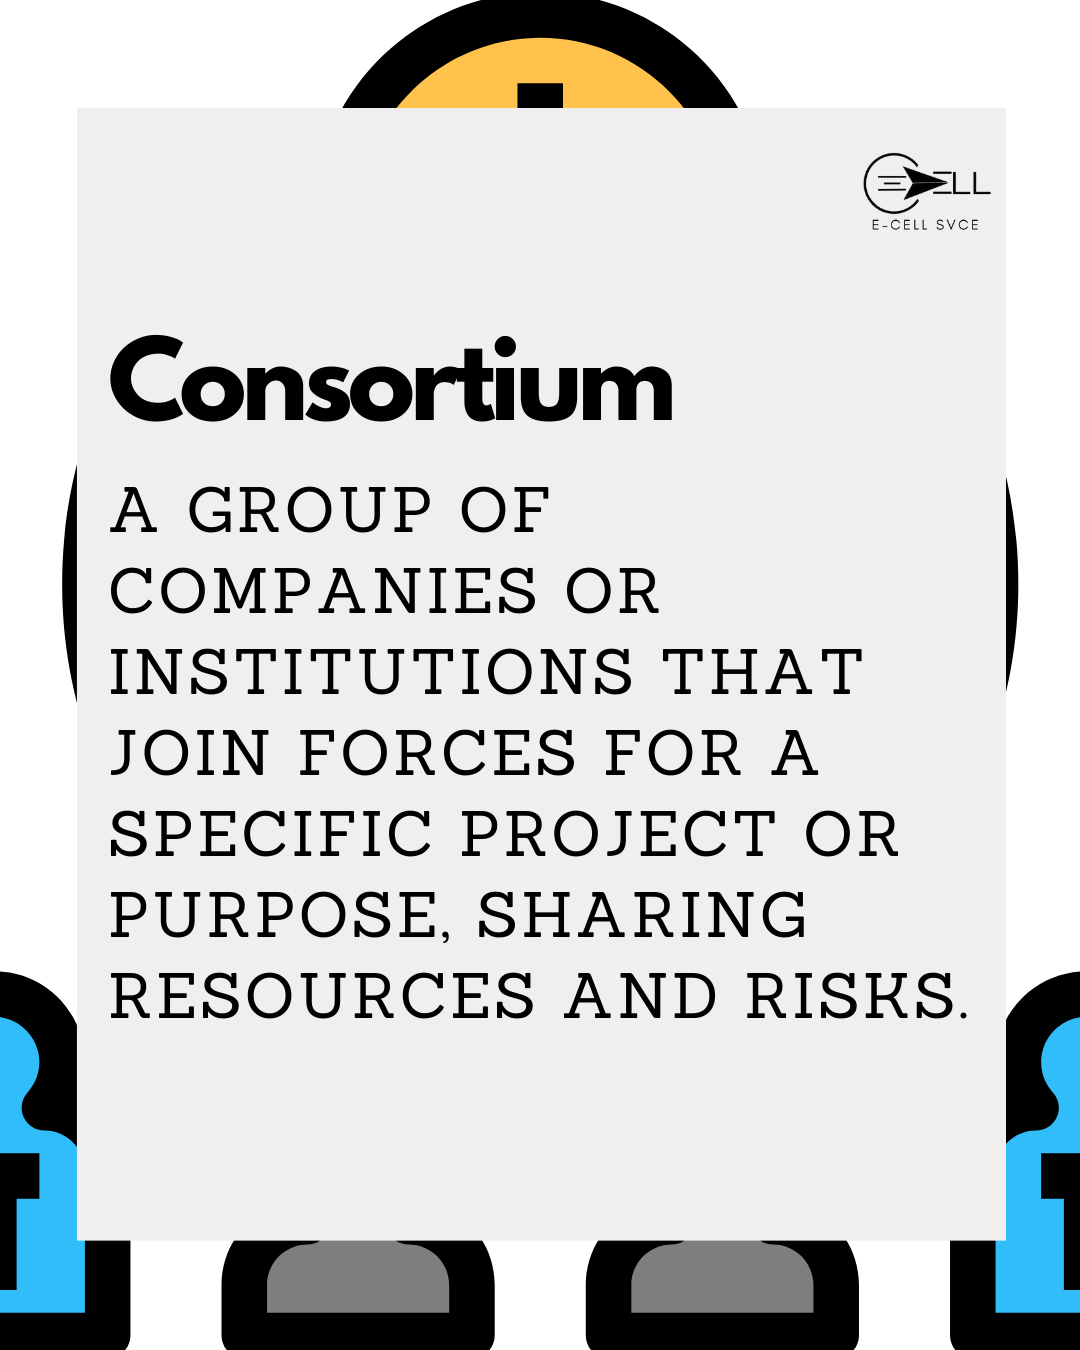 ELL
E-CELL SVCE
Consortium
A GROUP OF
COMPANIES OR
INSTITUTIONS THAT
JOIN FORCES FOR A
SPECIFIC PROJECT OR
PURPOSE, SHARING
RESOURCES AND RISKS.